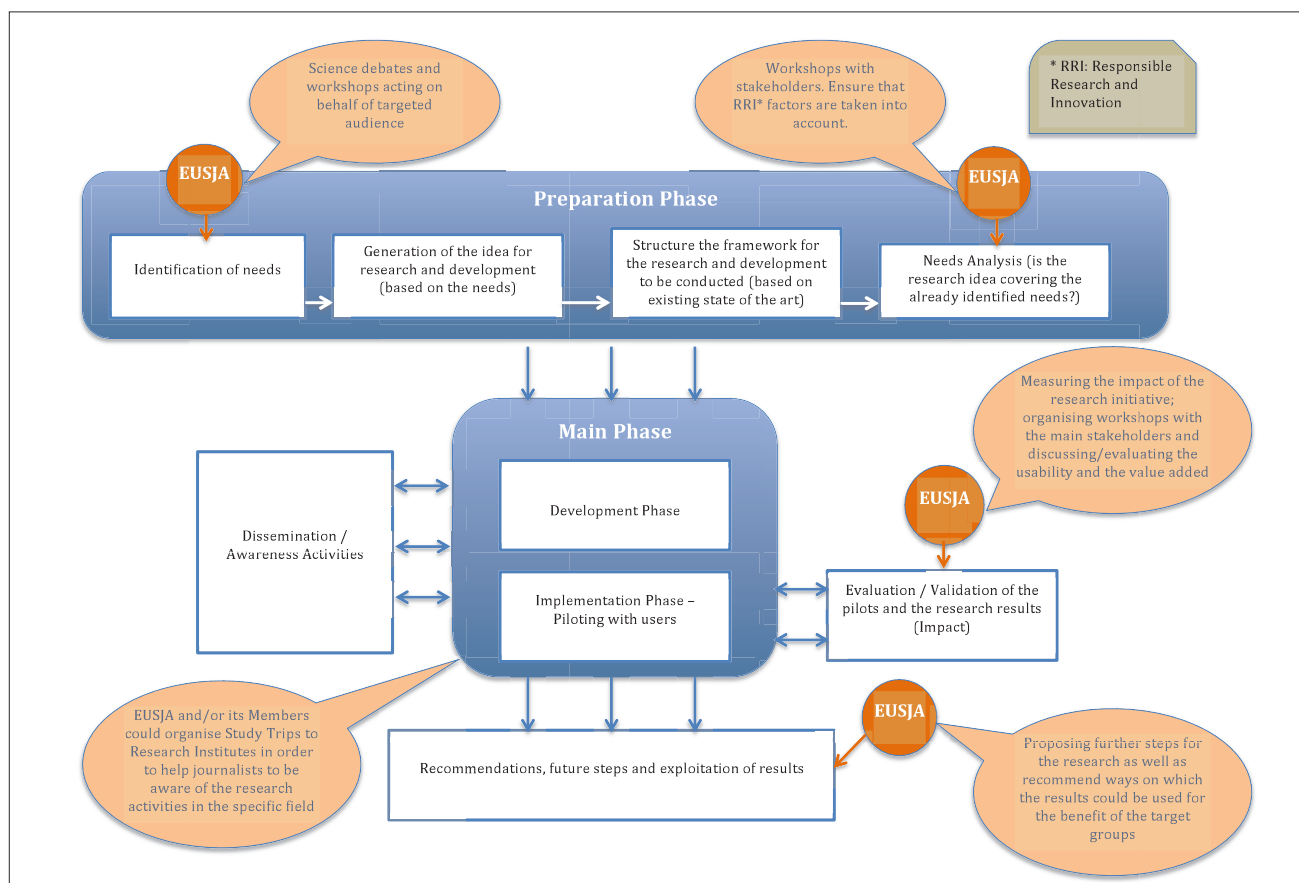 Science debates and
workshops acting on
behalf of targeted
audience
Workshops with
stakeholders. Ensure that
RRI* factors are taken into
account.
* RRI: Responsible
Research and
Innovation
EUSJA
EUSJA
Preparation Phase
Identification of needs
Generation of the idea for
research and development
(based on the needs)
Structure the framework for
the research and development
to be conducted (based on
existing state of the art)
Needs Analysis (is the
research idea covering the
already identified needs?)
Measuring the impact of the
research initiative;
organising workshops with
the main stakeholders and
discussing/evaluating the
usability and the value added
Main Phase
EUSJA
Development Phase
Dissemination /
Awareness Activities
Implementation Phase –
Piloting with users
Evaluation / Validation of the
pilots and the research results
(Impact)
EUSJA and/or its Members
could organise Study Trips to
Research Institutes in order
to help journalists to be
aware of the research
activities in the specific field
EUSJA
Recommendations, future steps and exploitation of results
Proposing further steps for
the research as well as
recommend ways on which
the results could be used for
the benefit of the target
groups